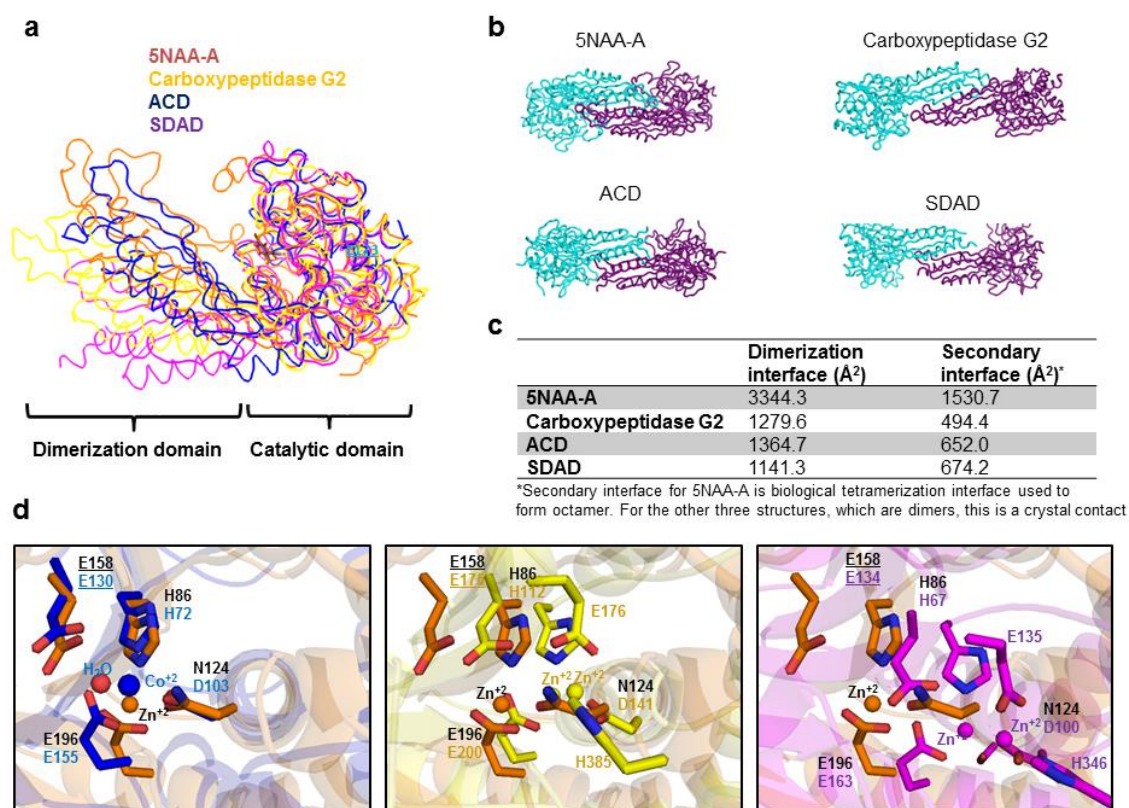 a
5NAA-A
Carboxypeptidase G2
ACD
SDAD
Dimerization domain
Catalytic domain
b
5NAA-A
Carboxypeptidase G2
ACD
SDAD
c
Dimerization interface (Å²) Secondary interface (Å²)*
5NAA-A 3344.3 1530.7
Carboxypeptidase G2 1279.6 494.4
ACD 1364.7 652.0
SDAD 1141.3 674.2
*Secondary interface for 5NAA-A is biological tetramerization interface used to
form octamer. For the other three structures, which are dimers, this is a crystal contact
d
E158
E130
H86
H72
H₂O
Co⁺²
N124
D103
Zn⁺²
E196
E155
E158
E176
H86
H112
E176
Zn⁺²
Zn⁺²
Zn⁺²
N124
D141
E196
E200
H385
E158
E134
H86
H67
E135
Zn⁺²
N124
Zn⁺²
D100
Zn⁺²
E196
E163
H346